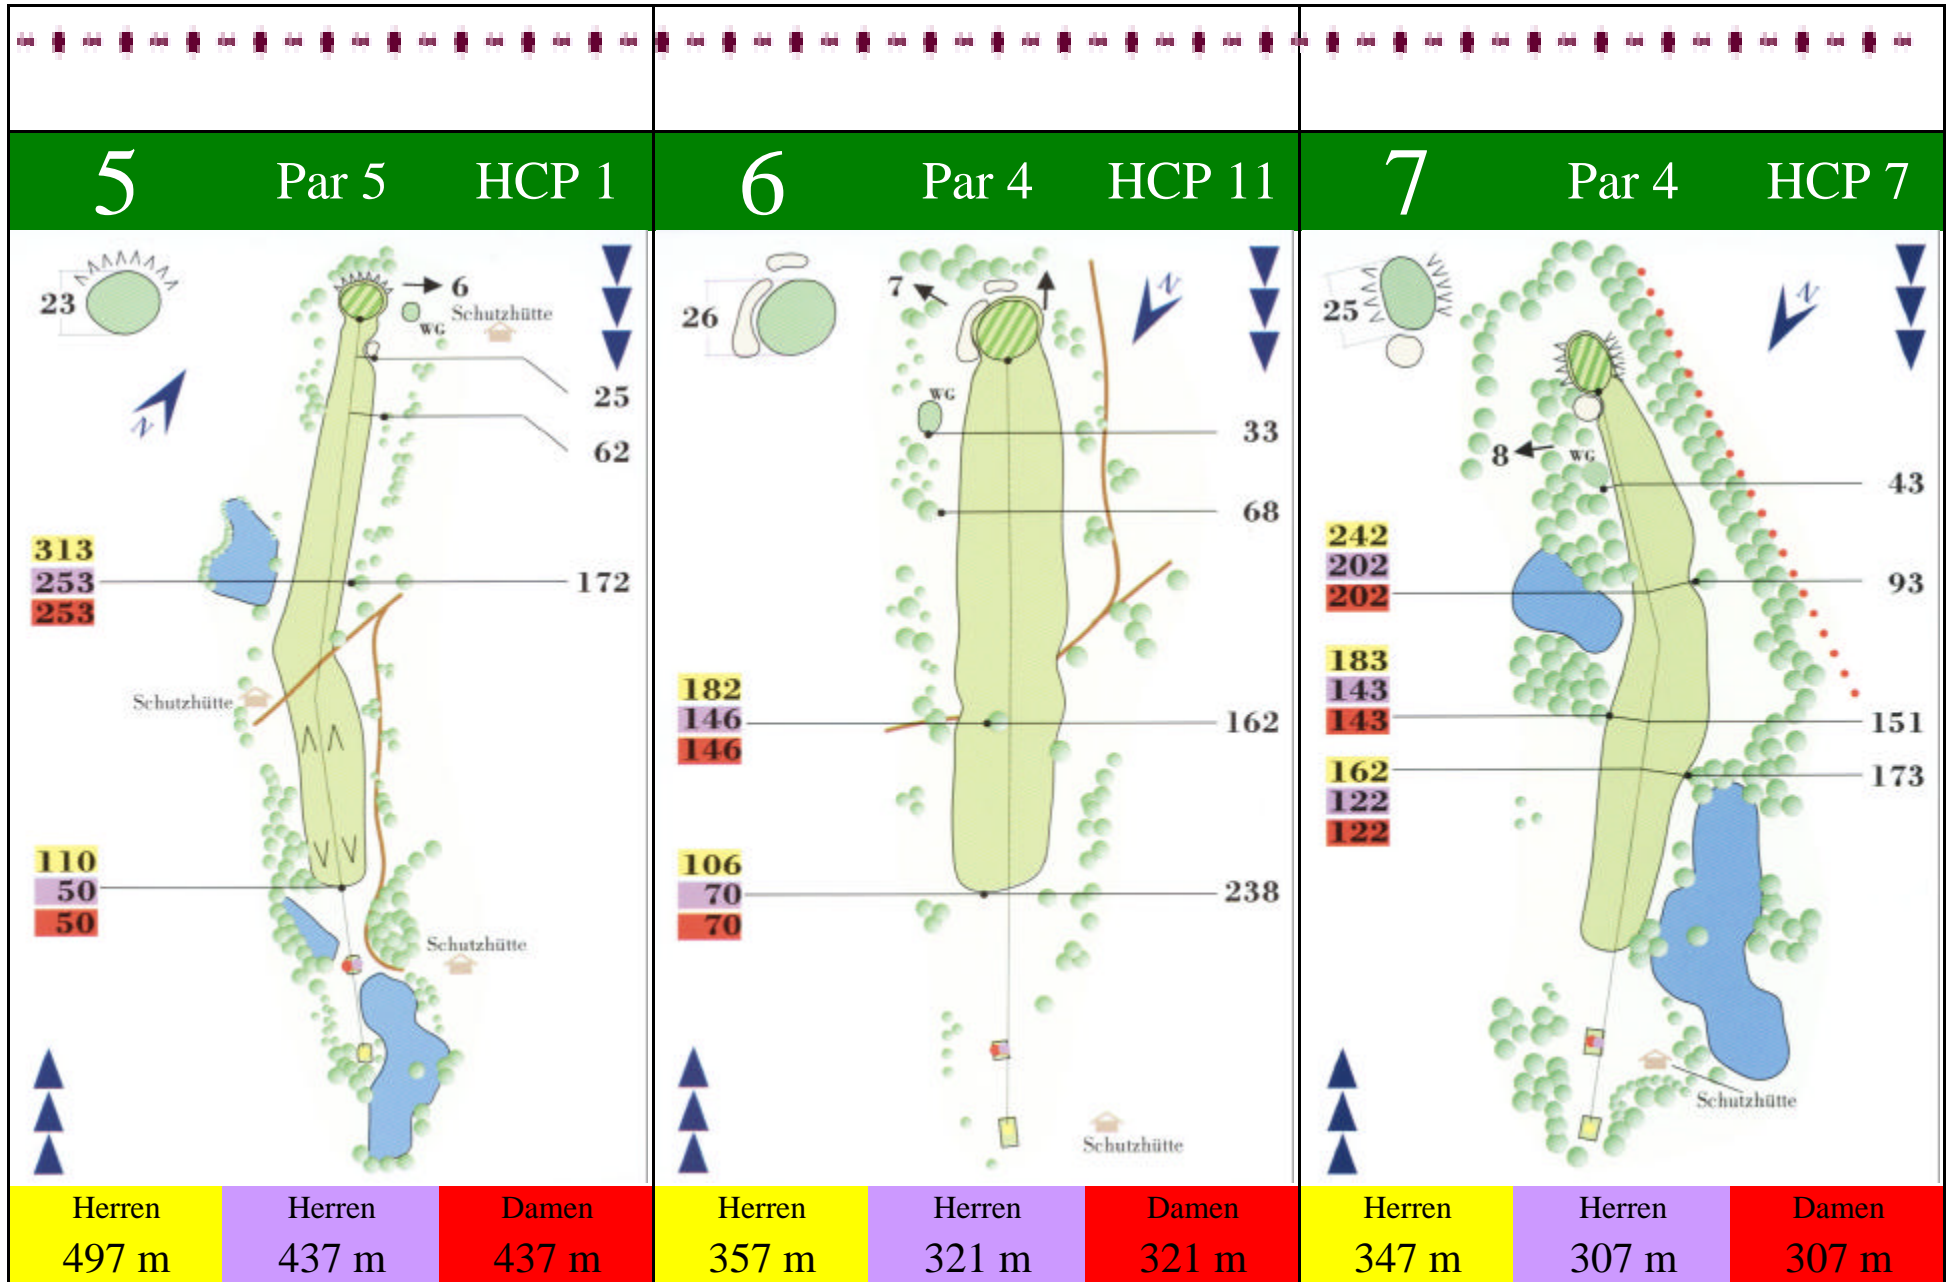 5 Par 5 HCP 1
23
6
Schutzhütte
WG
N
25
62
313
253
253
172
Schutzhütte
110
50
50
Schutzhütte
Herren Herren Damen
497 m 437 m 437 m
6 Par 4 HCP 11
26
7
N
WG
33
68
182
146
146
162
106
70
70
238
Schutzhütte
Herren Herren Damen
357 m 321 m 321 m
7 Par 4 HCP 7
25
N
8
WG
43
242
202
202
93
183
143
143
151
162
122
122
173
Schutzhütte
Herren Herren Damen
347 m 307 m 307 m